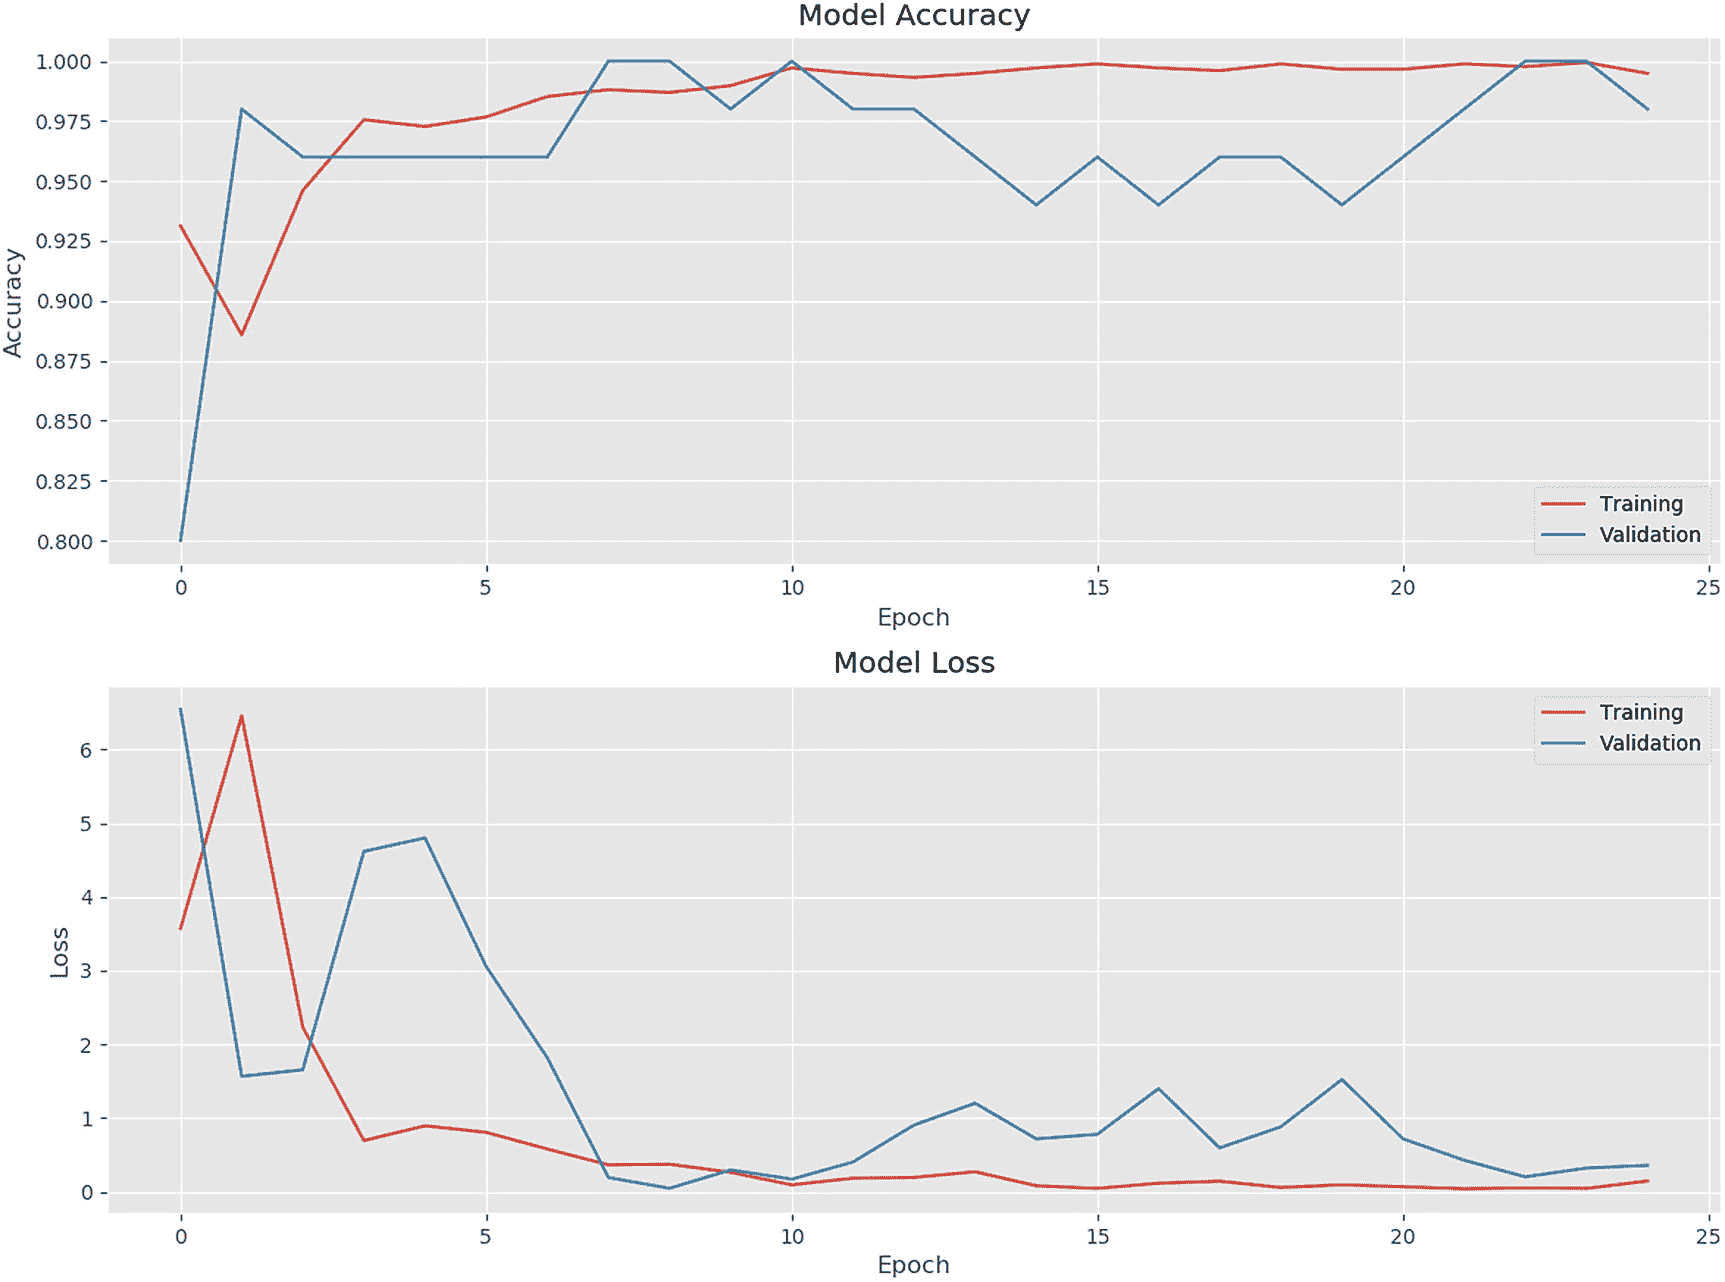 Model Accuracy
1.000
0.975
0.950
0.925
0.900
0.875
0.850
0.825
0.800
Accuracy
Training
Validation
0 5 10 15 20 25
Epoch
Model Loss
Training
Validation
6
5
4
3
2
1
0
Loss
0 5 10 15 20 25
Epoch